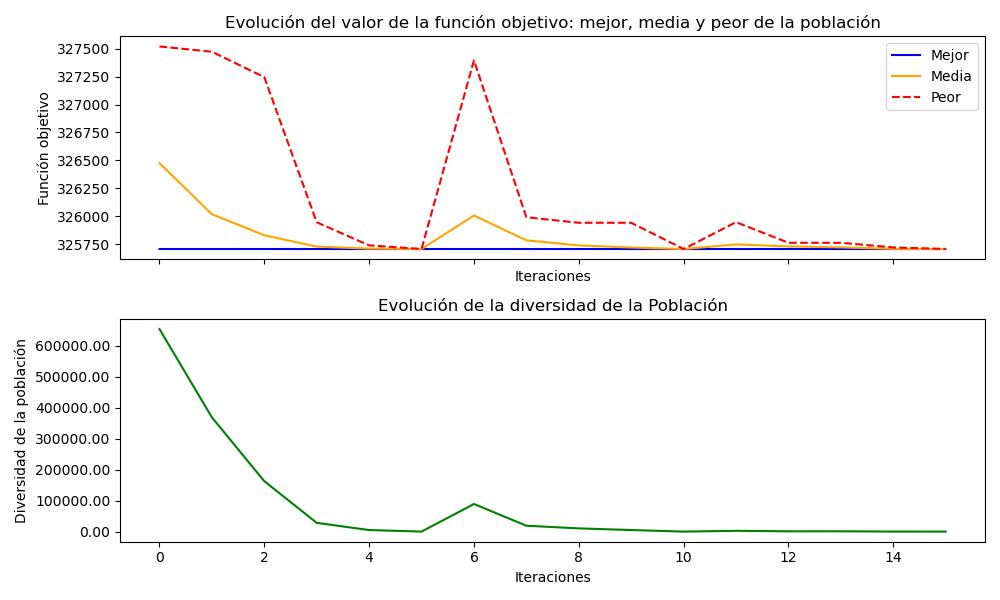 Evolución del valor de la función objetivo: mejor, media y peor de la población
Función objetivo
327500
327250
327000
326750
326500
326250
326000
325750
Mejor
Media
Peor
Iteraciones
Evolución de la diversidad de la Población
Diversidad de la población
600000.00
500000.00
400000.00
300000.00
200000.00
100000.00
0.00
0 2 4 6 8 10 12 14
Iteraciones